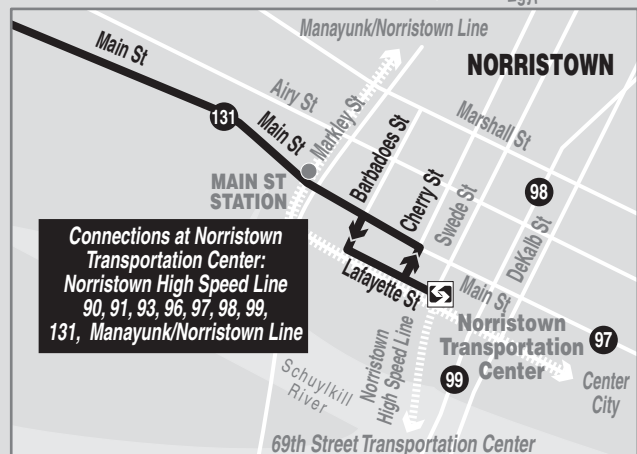 Manayunk/Norristown Line
Main St
NORRISTOWN
Airy St
Marshall St
131
Main St
Markley St
Barbadoes St
MAIN ST
STATION
Cherry St
Swede St
98
DeKalb St
Connections at Norristown
Transportation Center:
Norristown High Speed Line
90, 91, 93, 96, 97, 98, 99,
131, Manayunk/Norristown Line
Lafayette St
Main St
Norristown
Transportation
Center
97
Norristown
High Speed Line
99
Center
City
Schuylkill
River
69th Street Transportation Center